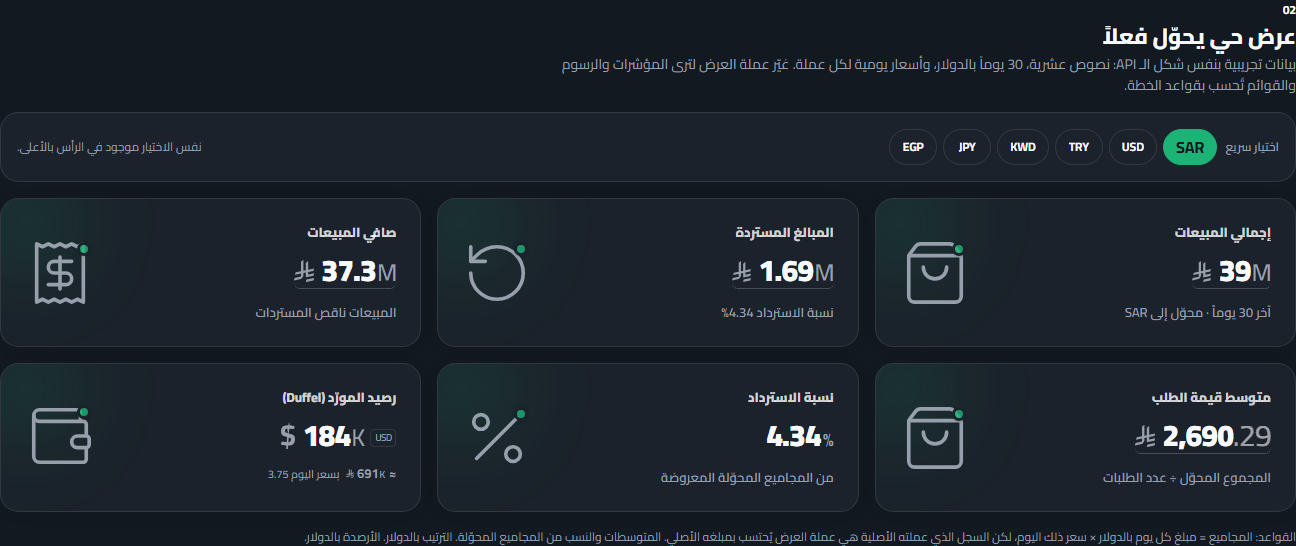 02
عرض حي يحوّل فعلاً
بيانات تجريبية بنفس شكل الـ API: نصوص عشرية، 30 يوماً بالدولار، وأسعار يومية لكل عملة. غيّر عملة العرض لترى المؤشرات والرسوم
والقوائم تُحسب بقواعد الخطة.
اختيار سريع SAR USD TRY KWD JPY EGP
نفس الاختيار موجود في الرأس بالأعلى.
إجمالي المبيعات
39M
آخر 30 يوماً · محوّل إلى SAR
المبالغ المستردة
1.69M
نسبة الاسترداد 4.34%
صافي المبيعات
37.3M
المبيعات ناقص المستردات
متوسط قيمة الطلب
2,690.29
المجموع المحوّل ÷ عدد الطلبات
نسبة الاسترداد
4.34%
من المجاميع المحوّلة المعروضة
رصيد المورّد (Duffel)
$ 184K USD
≈ 691K بسعر اليوم 3.75
القواعد: المجاميع = مبلغ كل يوم بالدولار × سعر ذلك اليوم، لكن السجل الذي عملته الأصلية هي عملة العرض يُحتسب بمبلغه الأصلي. المتوسطات والنسب من المجاميع المحوّلة. الترتيب بالدولار. الأرصدة بالدولار.